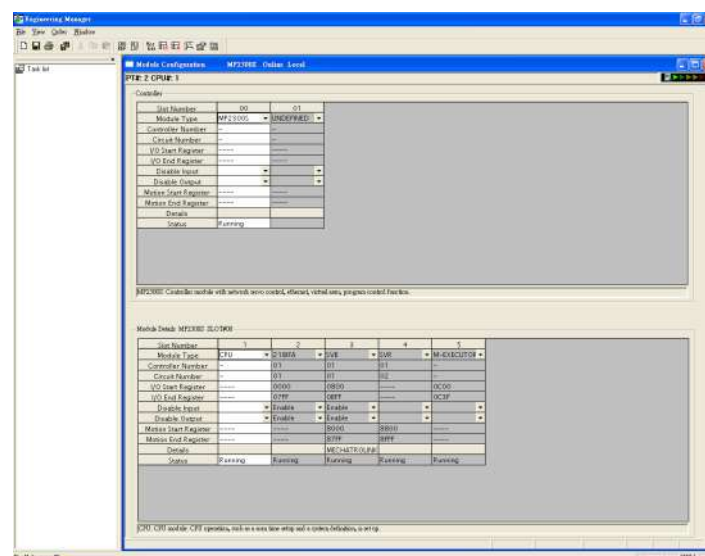 Engineering Manager
File View Order Window
Task list
Module Configuration MP2300S Online Local
PT#: 2 CPU#: 1
Controller
Slot Number 00 01
Module Type MP2300S UNDEFINED
Controller Number - -
Circuit Number - -
I/O Start Register ---- ----
I/O End Register ---- ----
Disable Input
Disable Output
Motion Start Register ---- ----
Motion End Register ---- ----
Details
Status Running
MP2300S: Controller module with network servo control, ethernet, virtual axes, program control function.
Module Details MP2300S SLOT#00
Slot Number 1 2 3 4 5
Module Type CPU 218IFA SVB SVR M-EXECUTOR
Controller Number - 01 01 01 -
Circuit Number - 01 01 02 -
I/O Start Register ---- 0000 0800 ---- 0C00
I/O End Register ---- 07FF 0BFF ---- 0C3F
Disable Input Enable Enable
Disable Output Enable Enable
Motion Start Register ---- ---- 8000 8800 ----
Motion End Register ---- ---- 87FF 8FFF ----
Details MECHATROLINK
Status Running Running Running Running Running
CPU: CPU module. CPU operation, such as a scan time setup and a system definition, is set up.